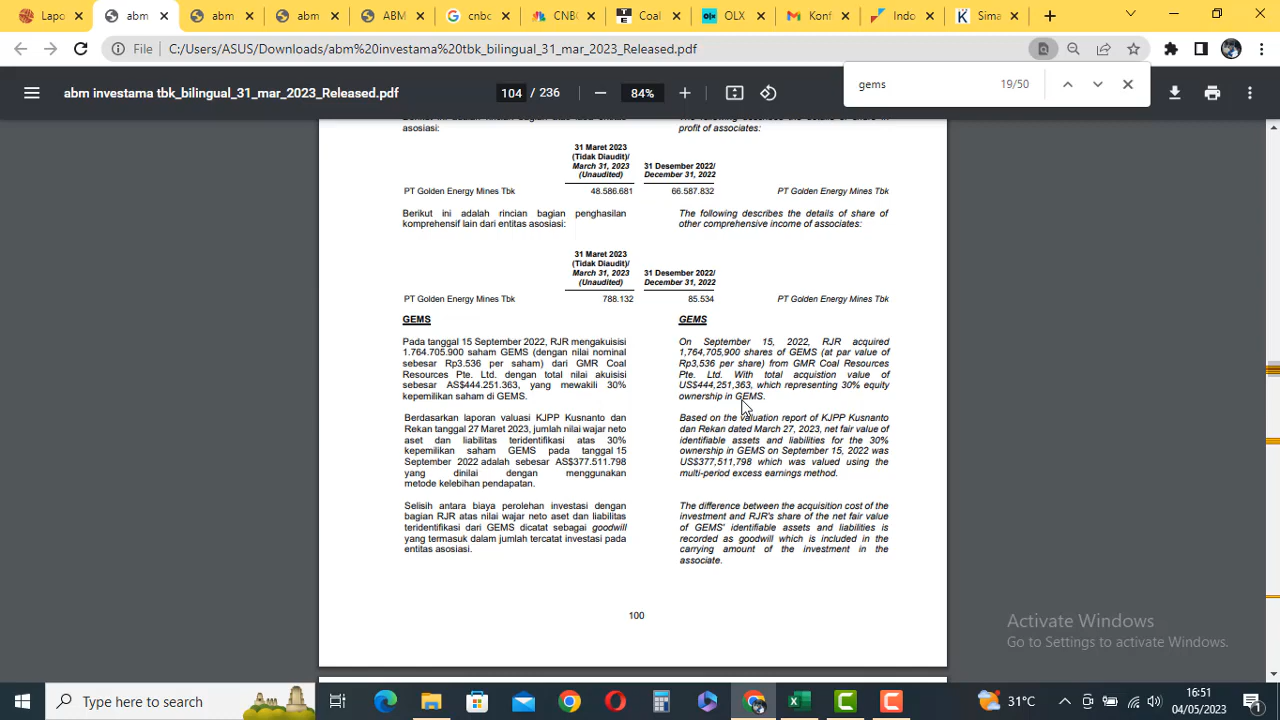 Lapo
abm
abm
abm
ABM
cnbc
CNBC
Coal
OLX
Konf
Indo
Sima
File
C:/Users/ASUS/Downloads/abm%20investama%20tbk_bilingual_31_mar_2023_Released.pdf
gems
19/50
abm investama tbk_bilingual_31_mar_2023_Released.pdf
104 / 236
84%
asosiasi:
profit of associates:
31 Maret 2023
(Tidak Diaudit)/
March 31, 2023
(Unaudited)
31 Desember 2022/
December 31, 2022
PT Golden Energy Mines Tbk
48.586.681
66.587.832
PT Golden Energy Mines Tbk
Berikut ini adalah rincian bagian penghasilan
komprehensif lain dari entitas asosiasi:
The following describes the details of share of
other comprehensive income of associates:
31 Maret 2023
(Tidak Diaudit)/
March 31, 2023
(Unaudited)
31 Desember 2022/
December 31, 2022
PT Golden Energy Mines Tbk
788.132
85.534
PT Golden Energy Mines Tbk
GEMS
Pada tanggal 15 September 2022, RJR mengakuisisi
1.764.705.900 saham GEMS (dengan nilai nominal
sebesar Rp3.536 per saham) dari GMR Coal
Resources Pte. Ltd. dengan total nilai akuisisi
sebesar AS$444.251.363, yang mewakili 30%
kepemilikan saham di GEMS.
Berdasarkan laporan valuasi KJPP Kusnanto dan
Rekan tanggal 27 Maret 2023, jumlah nilai wajar neto
aset dan liabilitas teridentifikasi atas 30%
kepemilikan saham GEMS pada tanggal 15
September 2022 adalah sebesar AS$377.511.798
yang dinilai dengan menggunakan
metode kelebihan pendapatan.
Selisih antara biaya perolehan investasi dengan
bagian RJR atas nilai wajar neto aset dan liabilitas
teridentifikasi dari GEMS dicatat sebagai goodwill
yang termasuk dalam jumlah tercatat investasi pada
entitas asosiasi.
GEMS
On September 15, 2022, RJR acquired
1,764,705,900 shares of GEMS (at par value of
Rp3,536 per share) from GMR Coal Resources
Pte. Ltd. With total acquistion value of
US$444,251,363, which representing 30% equity
ownership in GEMS.
Based on the valuation report of KJPP Kusnanto
dan Rekan dated March 27, 2023, net fair value of
identifiable assets and liabilities for the 30%
ownership in GEMS on September 15, 2022 was
US$377,511,798 which was valued using the
multi-period excess earnings method.
The difference between the acquisition cost of the
investment and RJR's share of the net fair value
of GEMS' identifiable assets and liabilities is
recorded as goodwill which is included in the
carrying amount of the investment in the
associate.
100
Activate Windows
Go to Settings to activate Windows.
Type here to search
31°C
16:51
04/05/2023
1